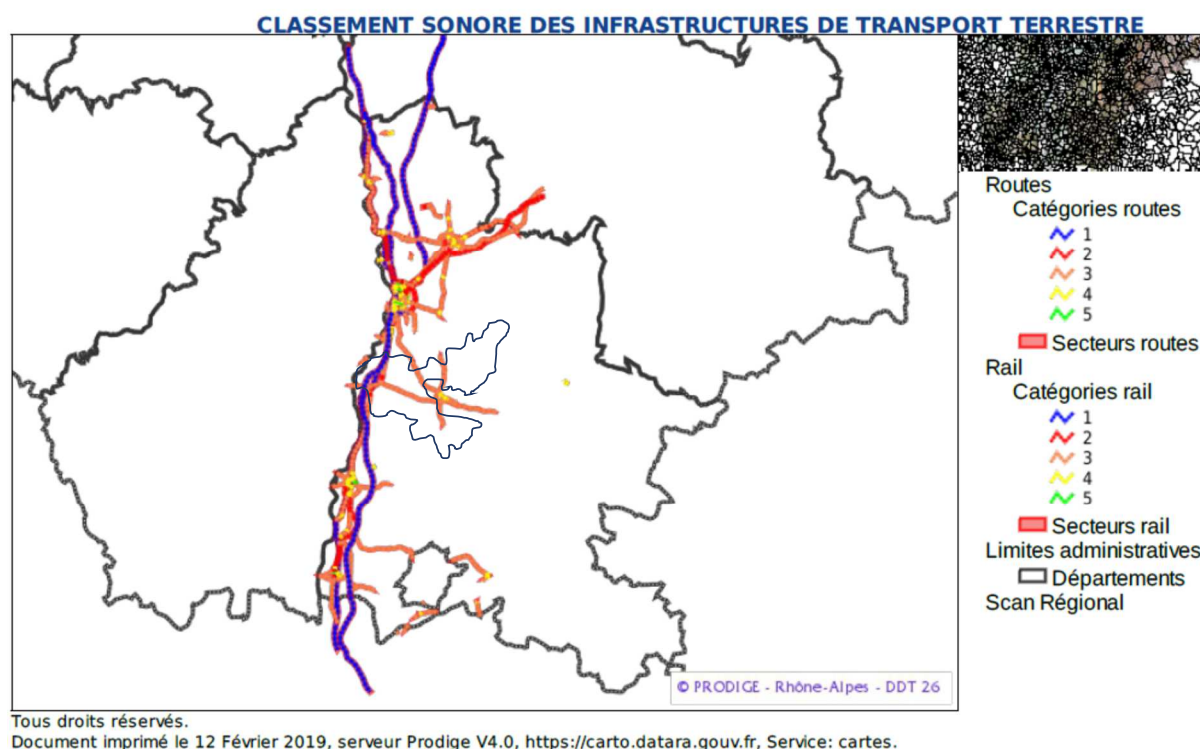 CLASSEMENT SONORE DES INFRASTRUCTURES DE TRANSPORT TERRESTRE
Routes
Catégories routes
1
2
3
4
5
Secteurs routes
Rail
Catégories rail
1
2
3
4
5
Secteurs rail
Limites administratives
Départements
Scan Régional
© PRODIGE - Rhône-Alpes - DDT 26
Tous droits réservés.
Document imprimé le 12 Février 2019, serveur Prodige V4.0, https://carto.datara.gouv.fr, Service: cartes.